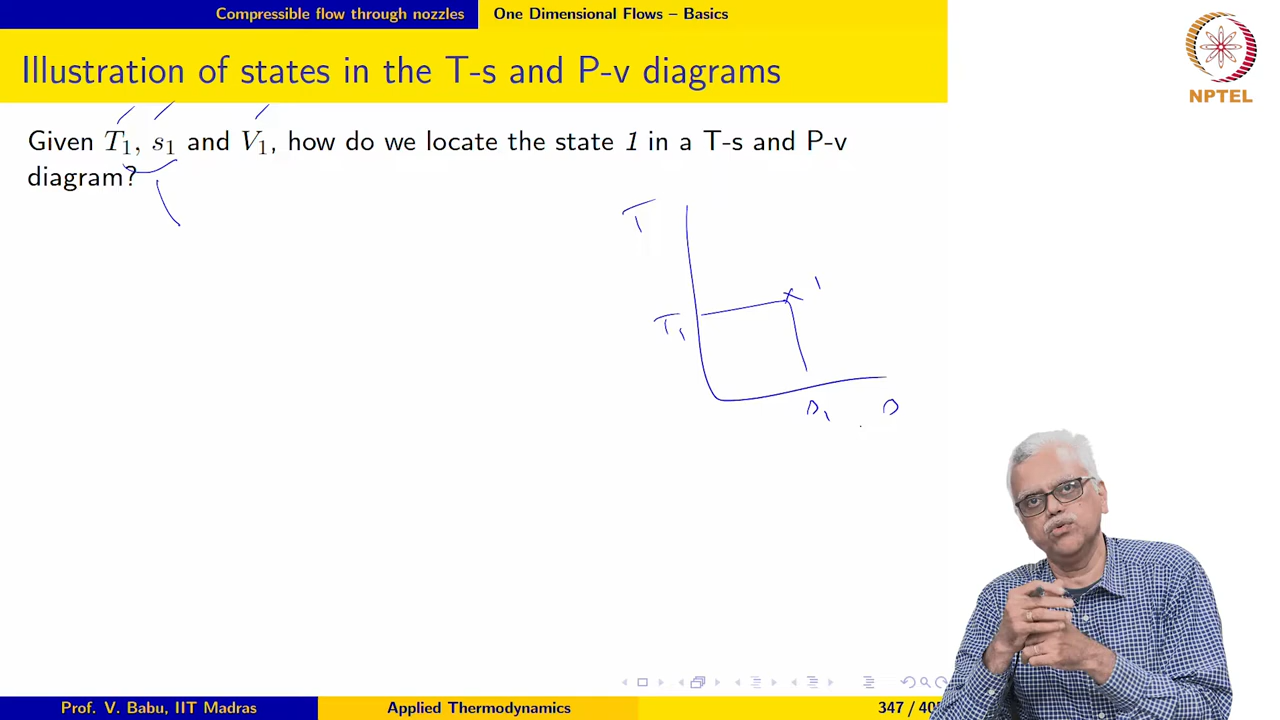 Compressible flow through nozzles One Dimensional Flows – Basics
Illustration of states in the T-s and P-v diagrams
NPTEL
Given T₁, s₁ and V₁, how do we locate the state 1 in a T-s and P-v
diagram?
T
1
T₁
s₁ s
Prof. V. Babu, IIT Madras Applied Thermodynamics 347 / 40